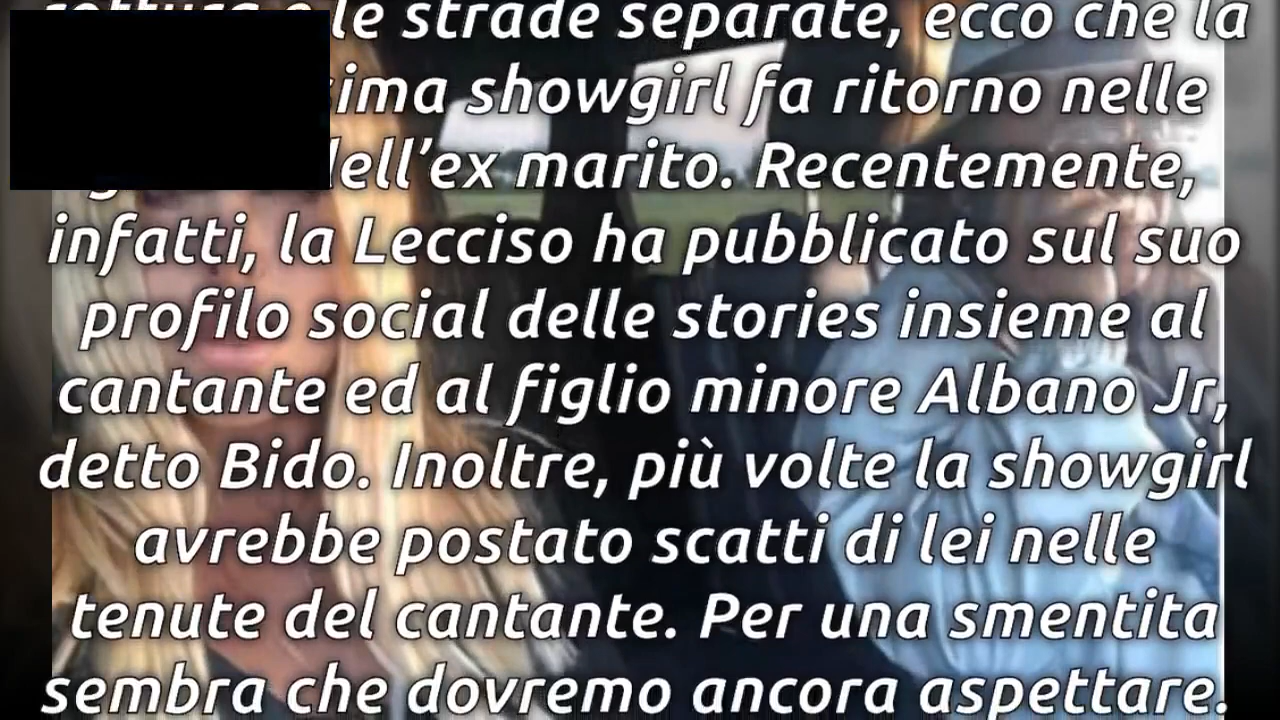 le strade separate, ecco che la
showgirl fa ritorno nelle
dell’ex marito. Recentemente,
infatti, la Lecciso ha pubblicato sul suo
profilo social delle stories insieme al
cantante ed al figlio minore Albano Jr,
detto Bido. Inoltre, più volte la showgirl
avrebbe postato scatti di lei nelle
tenute del cantante. Per una smentita
sembra che dovremo ancora aspettare.